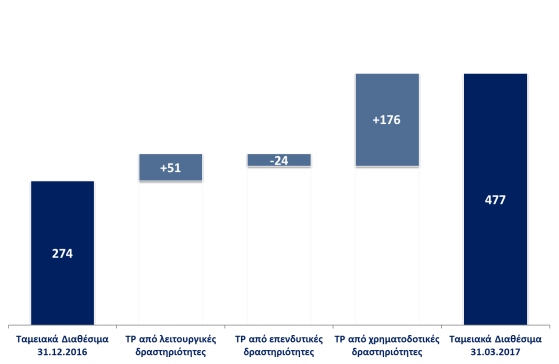 +176
+51
-24
477
274
Ταμειακά Διαθέσιμα
31.12.2016
ΤΡ από λειτουργικές
δραστηριότητες
ΤΡ από επενδυτικές
δραστηριότητες
ΤΡ από χρηματοδοτικές
δραστηριότητες
Ταμειακά Διαθέσιμα
31.03.2017